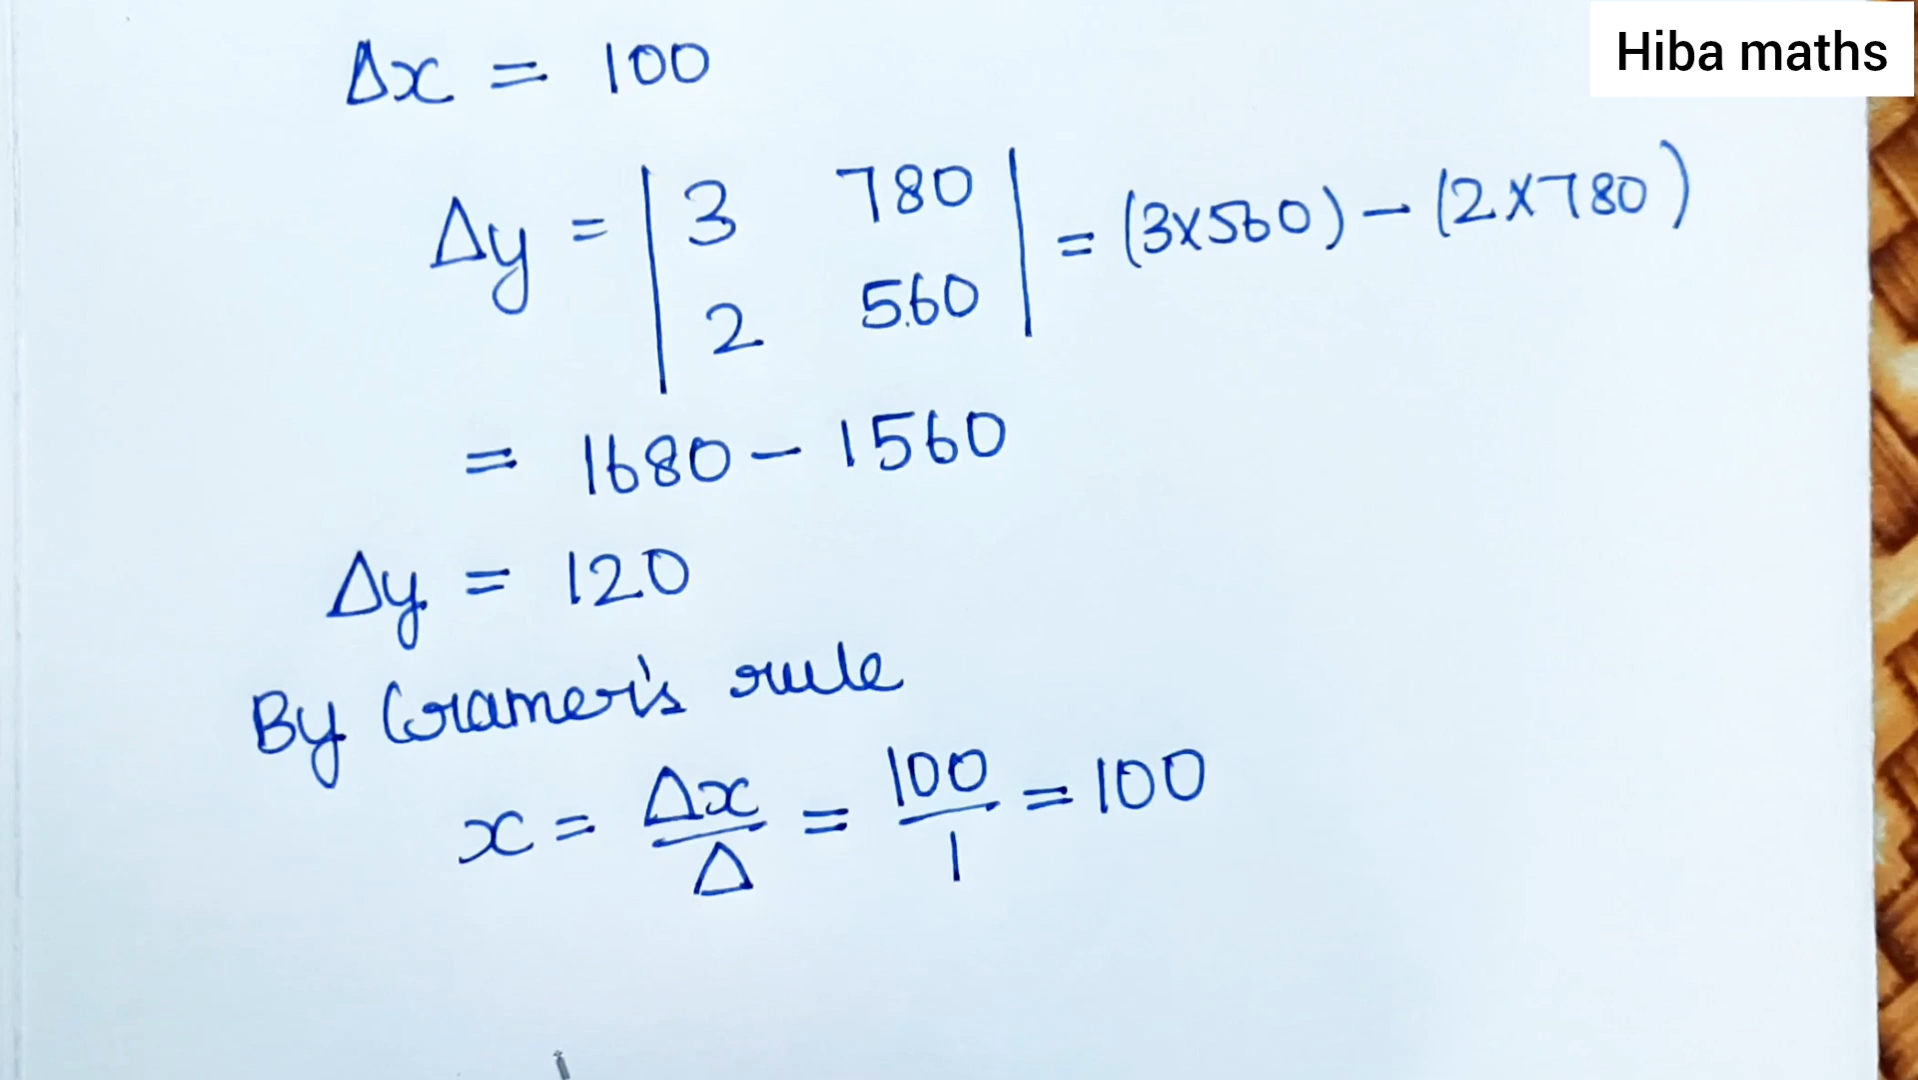 Hiba maths
Δx = 100
Δy = | 3 780 | = (3x560) - (2x780)
| 2 560 |
= 1680 - 1560
Δy = 120
By Cramer's rule
x = Δx/Δ = 100/1 = 100